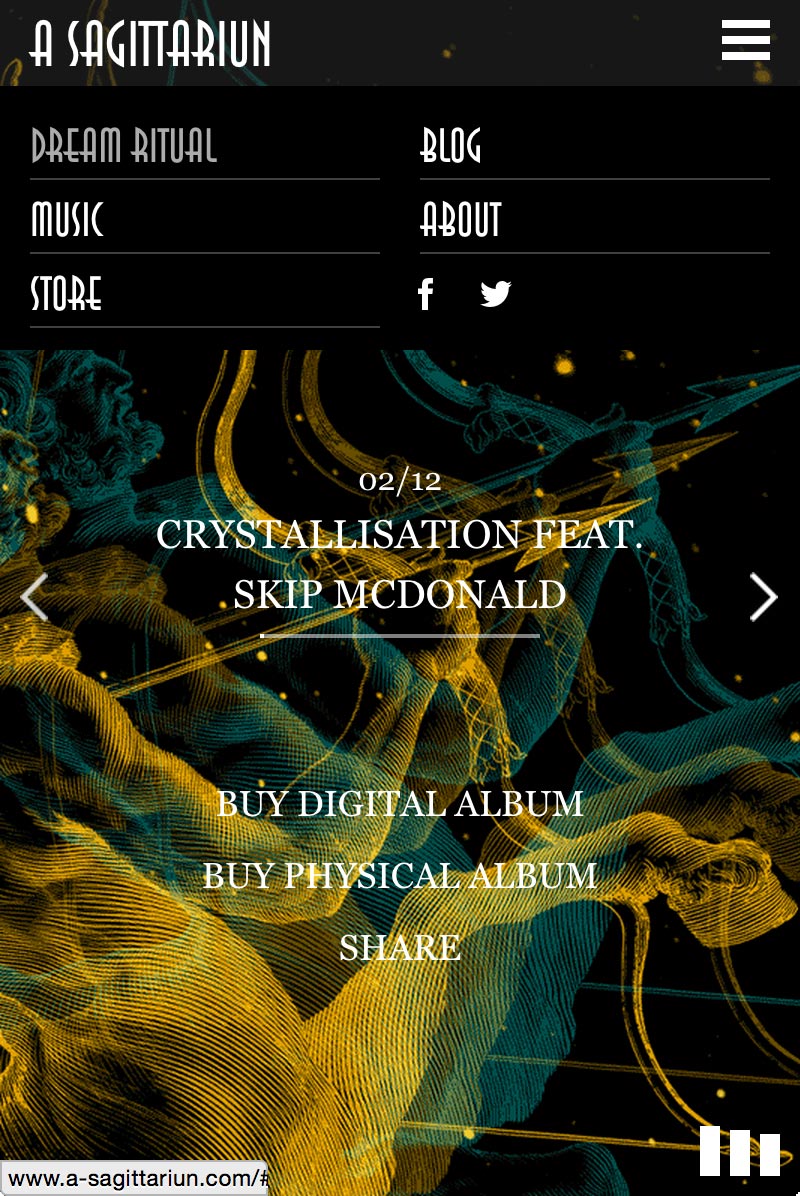 A SAGITTARIUN
DREAM RITUAL
BLOG
MUSIC
ABOUT
STORE
02/12
CRYSTALLISATION FEAT.
SKIP MCDONALD
BUY DIGITAL ALBUM
BUY PHYSICAL ALBUM
SHARE
www.a-sagittariun.com/#